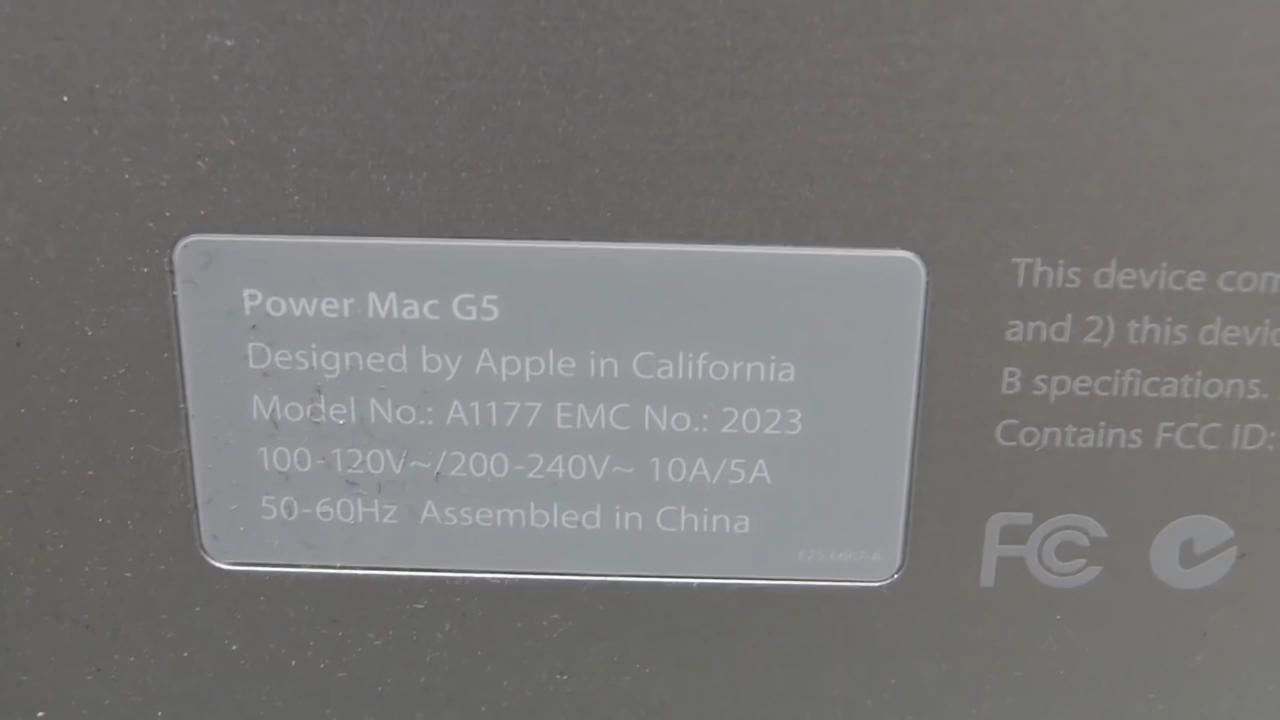 Power Mac G5
Designed by Apple in California
Model No.: A1177 EMC No.: 2023
100-120V~/200-240V~ 10A/5A
50-60Hz Assembled in China
This device com
and 2) this devic
B specifications.
Contains FCC ID:
FC